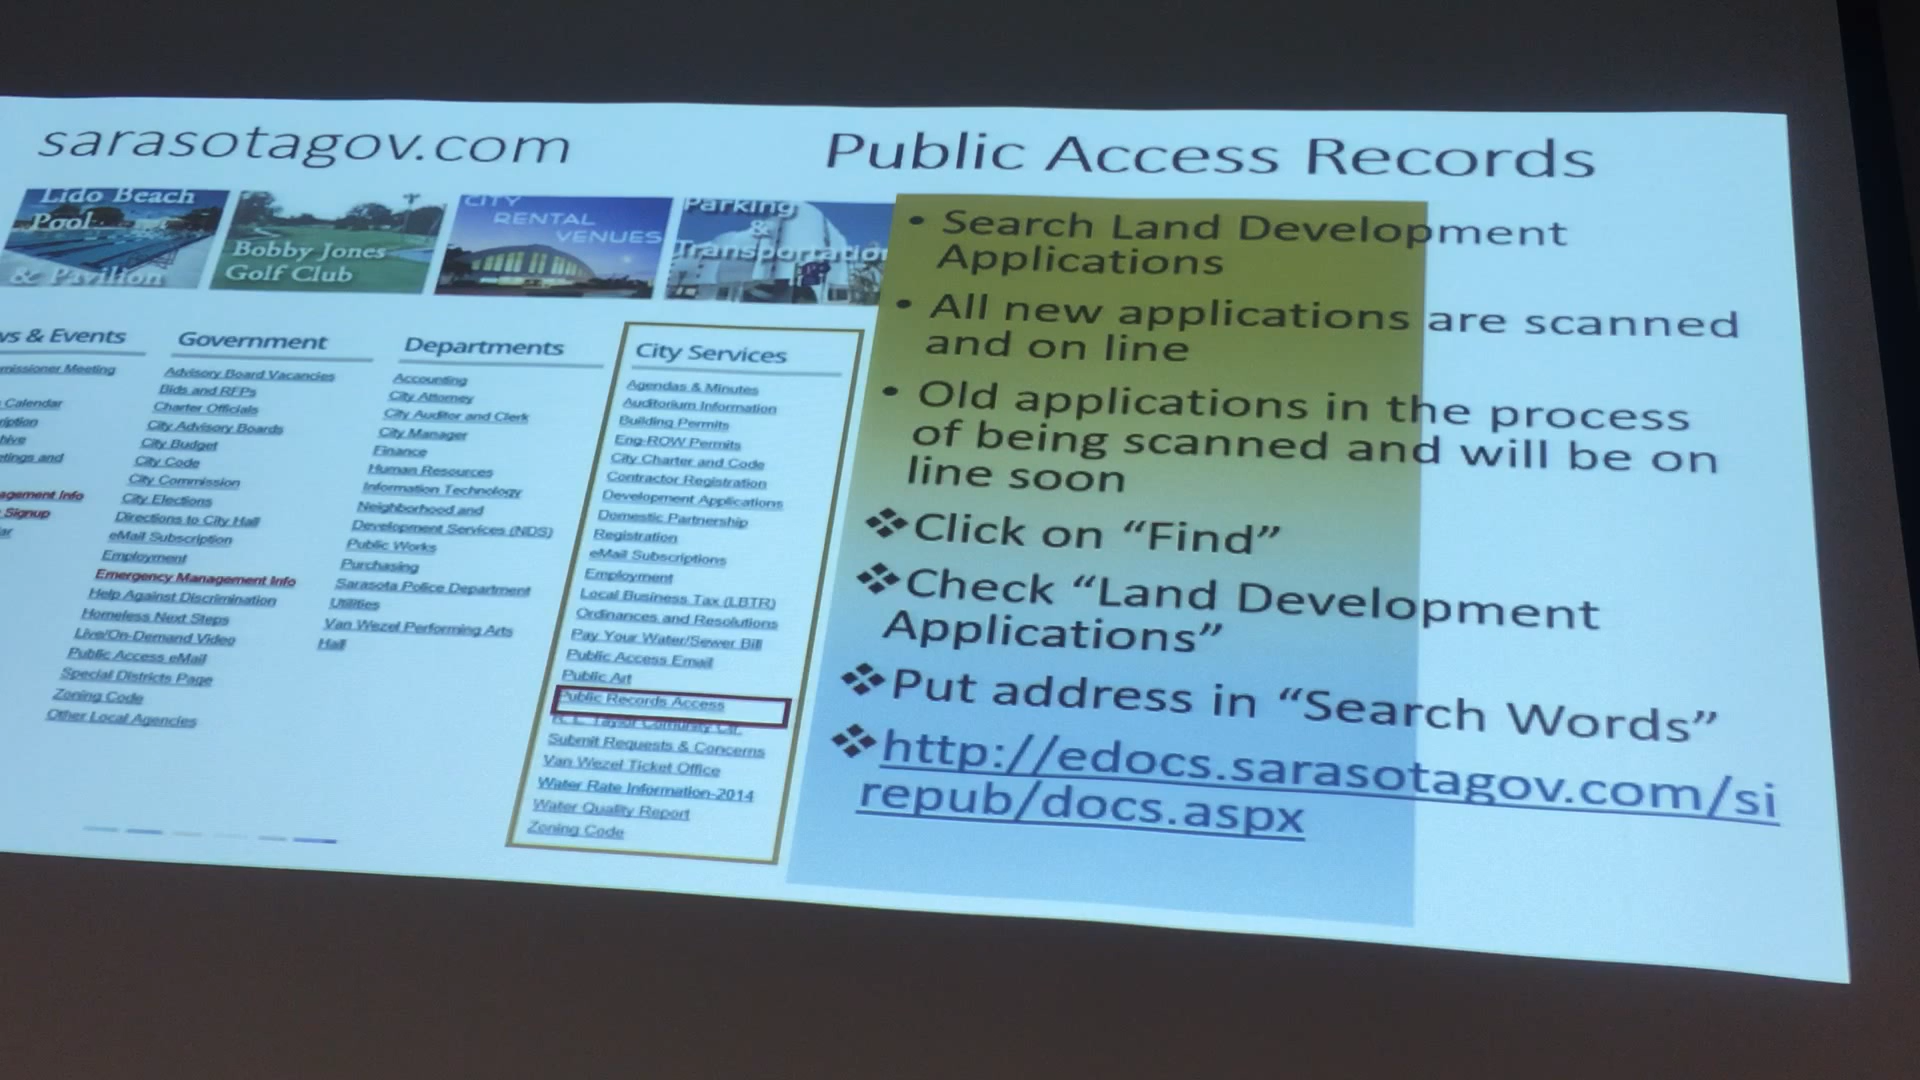 sarasotagov.com
Public Access Records
Lido Beach
Pool
& Pavilion
Bobby Jones
Golf Club
CITY
RENTAL
VENUES
Parking
&
Transportation
& Events
Calendar
Info
Signup
Government
Advisory Board Vacancies
Bids and RFPs
Charter Officials
City Advisory Boards
City Budget
City Code
City Commission
City Elections
Directions to City Hall
eMail Subscription
Employment
Emergency Management Info
Help Against Discrimination
Homeless Next Steps
Live/On-Demand Video
Public Access eMail
Special Districts Page
Zoning Code
Other Local Agencies
Departments
Accounting
City Attorney
City Auditor and Clerk
City Manager
Finance
Human Resources
Information Technology
Neighborhood and
Development Services (NDS)
Public Works
Purchasing
Sarasota Police Department
Utilities
Van Wezel Performing Arts
Hall
City Services
Agendas & Minutes
Auditorium Information
Building Permits
Eng-ROW Permits
City Charter and Code
Contractor Registration
Development Applications
Domestic Partnership
Registration
eMail Subscriptions
Employment
Local Business Tax (LBTR)
Ordinances and Resolutions
Pay Your Water/Sewer Bill
Public Access Email
Public Art
Public Records Access
Submit Requests & Concerns
Van Wezel Ticket Office
Water Rate Information-2014
Water Quality Report
Zoning Code
• Search Land Development
Applications
• All new applications are scanned
and on line
• Old applications in the process
of being scanned and will be on
line soon
❖Click on “Find”
❖Check “Land Development
Applications”
❖Put address in “Search Words”
❖http://edocs.sarasotagov.com/si
repub/docs.aspx